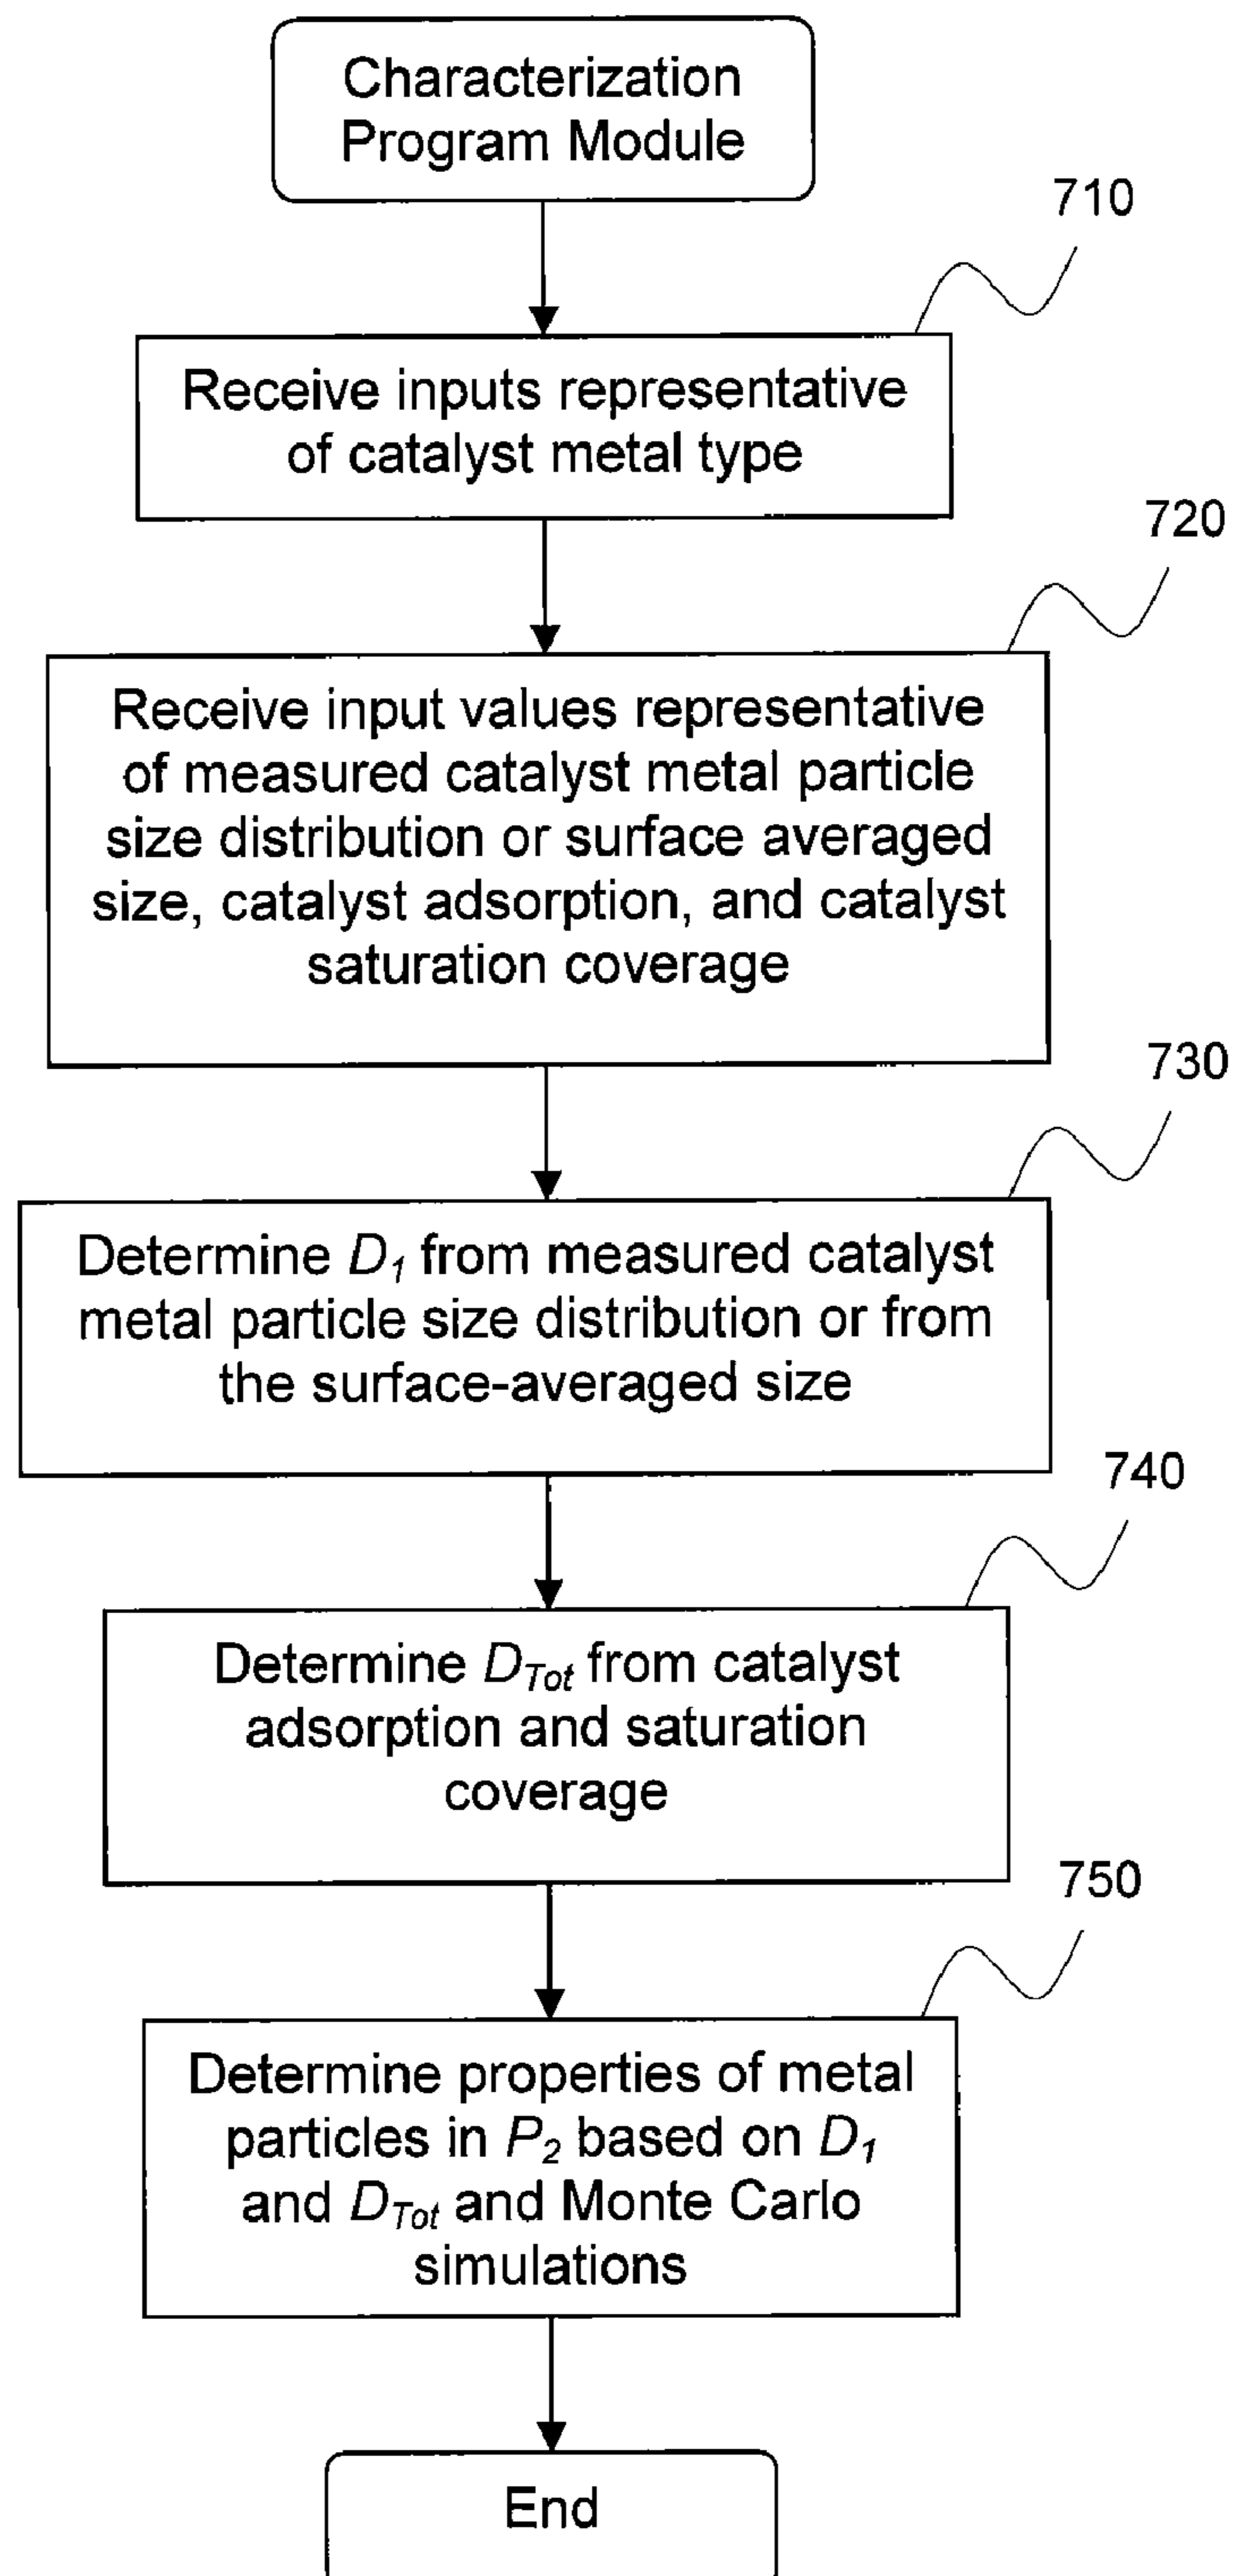 Characterization
Program Module
710
Receive inputs representative
of catalyst metal type
720
Receive input values representative
of measured catalyst metal particle
size distribution or surface averaged
size, catalyst adsorption, and catalyst
saturation coverage
730
Determine D1 from measured catalyst
metal particle size distribution or from
the surface-averaged size
740
Determine DTot from catalyst
adsorption and saturation
coverage
750
Determine properties of metal
particles in P2 based on D1
and DTot and Monte Carlo
simulations
End